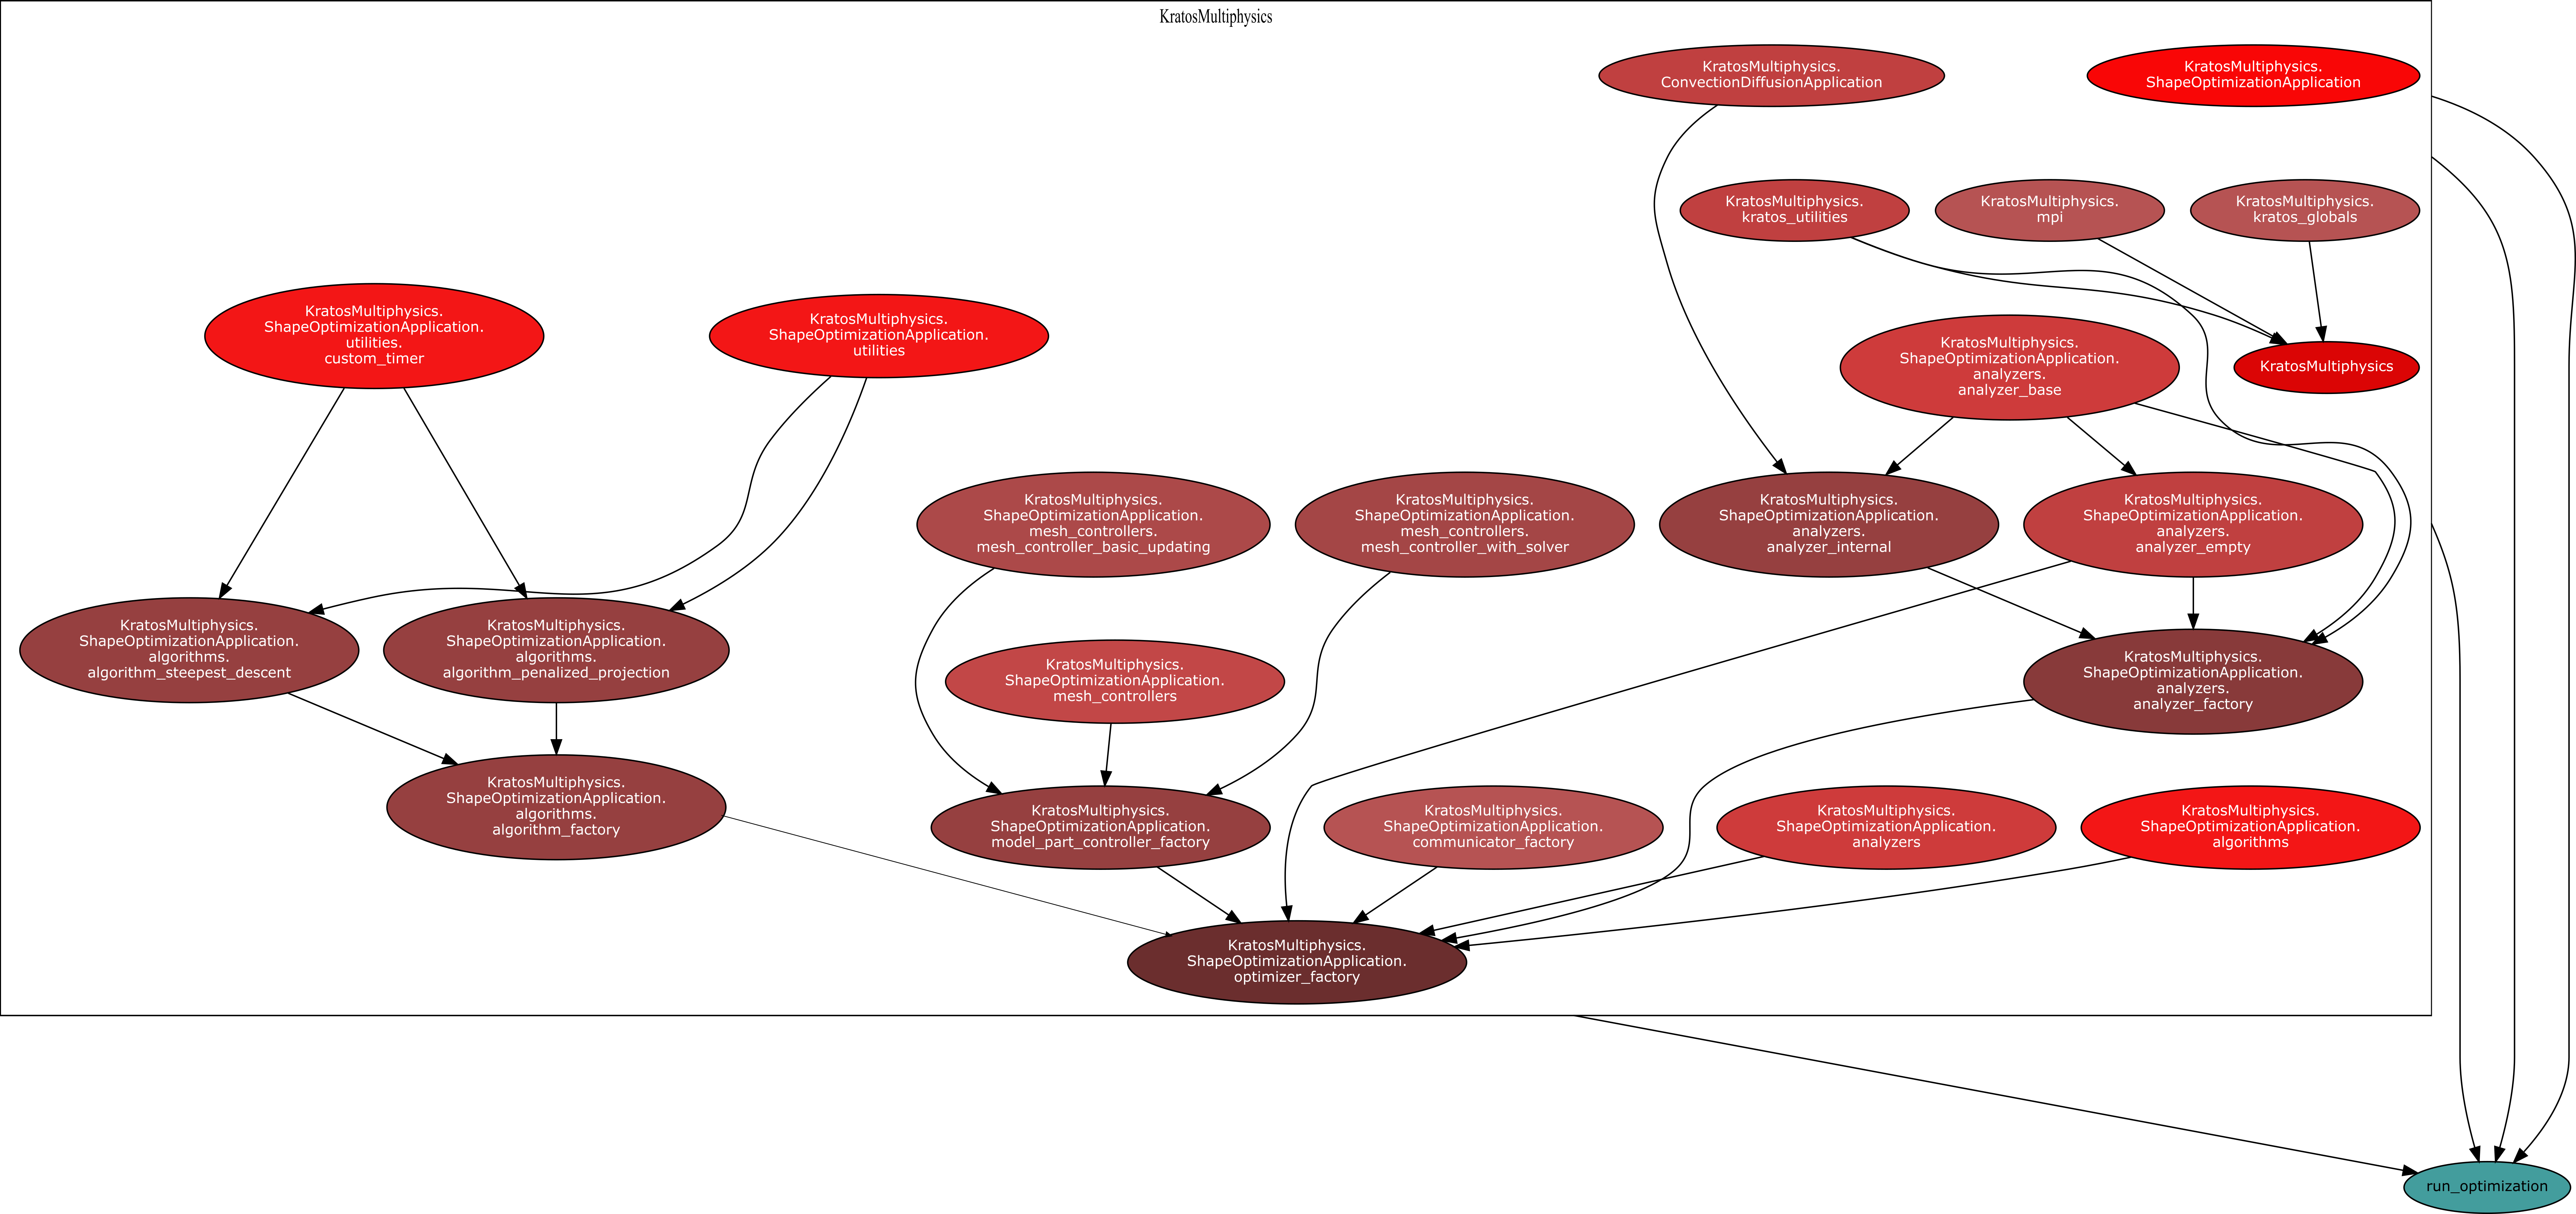 KratosMultiphysics
KratosMultiphysics.
ConvectionDiffusionApplication
KratosMultiphysics.
ShapeOptimizationApplication
KratosMultiphysics.
kratos_utilities
KratosMultiphysics.
mpi
KratosMultiphysics.
kratos_globals
KratosMultiphysics.
ShapeOptimizationApplication.
utilities.
custom_timer
KratosMultiphysics.
ShapeOptimizationApplication.
utilities
KratosMultiphysics.
ShapeOptimizationApplication.
analyzers.
analyzer_base
KratosMultiphysics
KratosMultiphysics.
ShapeOptimizationApplication.
mesh_controllers.
mesh_controller_basic_updating
KratosMultiphysics.
ShapeOptimizationApplication.
mesh_controllers.
mesh_controller_with_solver
KratosMultiphysics.
ShapeOptimizationApplication.
analyzers.
analyzer_internal
KratosMultiphysics.
ShapeOptimizationApplication.
analyzers.
analyzer_empty
KratosMultiphysics.
ShapeOptimizationApplication.
algorithms.
algorithm_steepest_descent
KratosMultiphysics.
ShapeOptimizationApplication.
algorithms.
algorithm_penalized_projection
KratosMultiphysics.
ShapeOptimizationApplication.
mesh_controllers
KratosMultiphysics.
ShapeOptimizationApplication.
analyzers.
analyzer_factory
KratosMultiphysics.
ShapeOptimizationApplication.
algorithms.
algorithm_factory
KratosMultiphysics.
ShapeOptimizationApplication.
model_part_controller_factory
KratosMultiphysics.
ShapeOptimizationApplication.
communicator_factory
KratosMultiphysics.
ShapeOptimizationApplication.
analyzers
KratosMultiphysics.
ShapeOptimizationApplication.
algorithms
KratosMultiphysics.
ShapeOptimizationApplication.
optimizer_factory
run_optimization